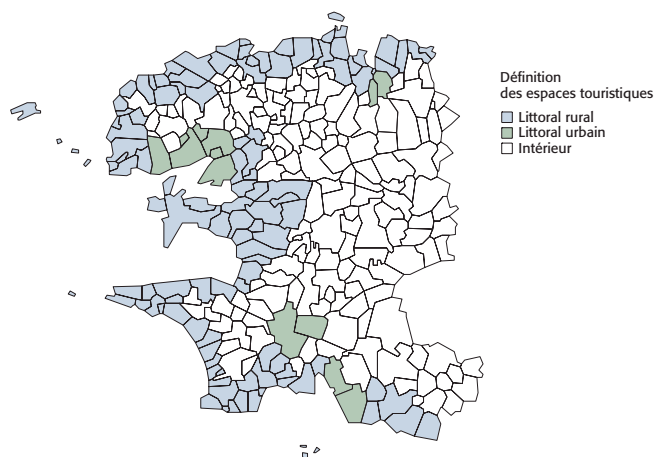 Définition
des espaces touristiques
Littoral rural
Littoral urbain
Intérieur